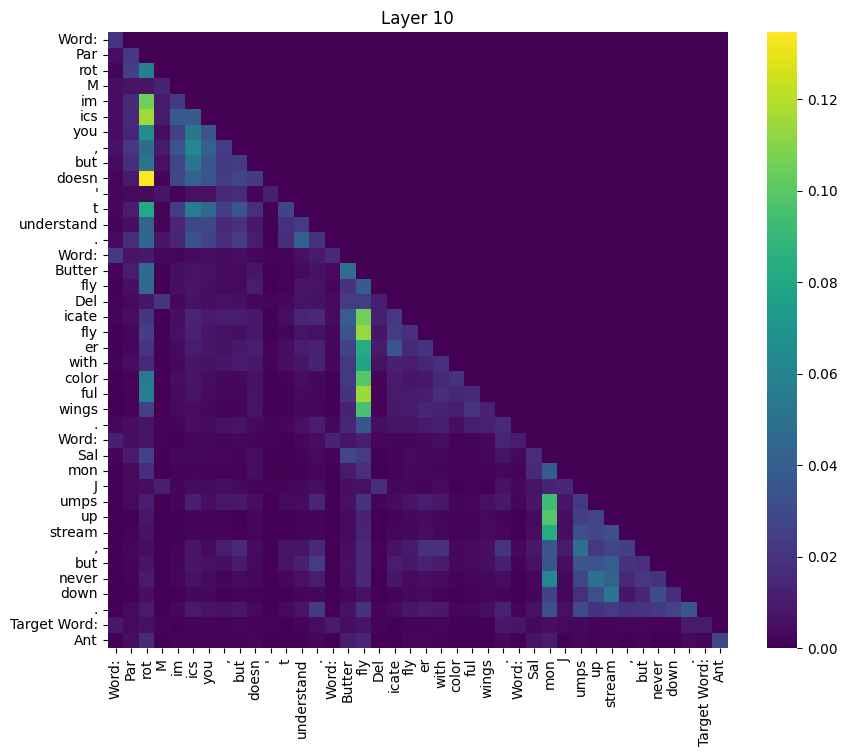 Layer 10
Word:
Par
rot
M
im
ics
you
,
but
doesn
'
t
understand
.
Word:
Butter
fly
Del
icate
fly
er
with
color
ful
wings
.
Word:
Sal
mon
J
umps
up
stream
,
but
never
down
.
Target Word:
Ant
0.12
0.10
0.08
0.06
0.04
0.02
0.00
Word:
Par
rot
M
im
ics
you
,
but
doesn
'
t
understand
.
Word:
Butter
fly
Del
icate
fly
er
with
color
ful
wings
.
Word:
Sal
mon
J
umps
up
stream
,
but
never
down
.
Target Word:
Ant